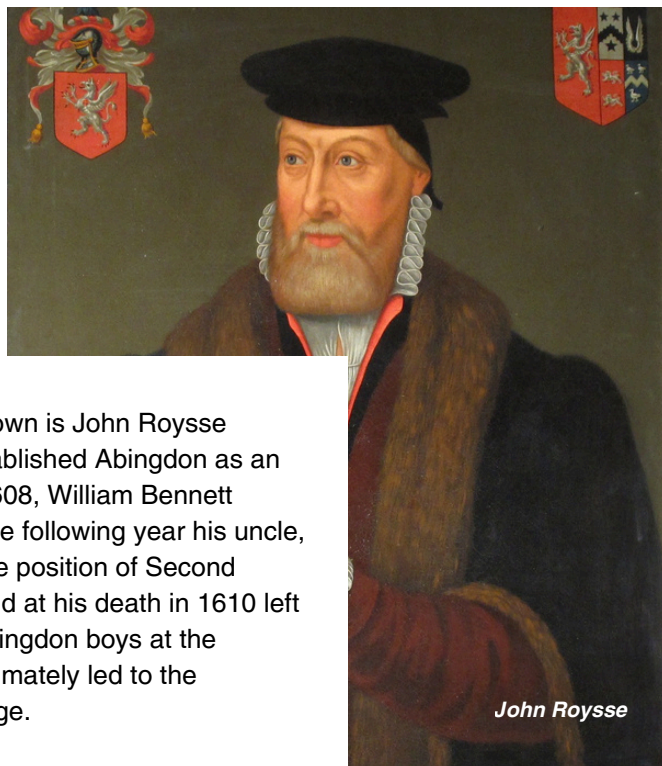 own is John Roysse
ablished Abingdon as an
608, William Bennett
e following year his uncle,
e position of Second
d at his death in 1610 left
ingdon boys at the
imately led to the
ge.
John Roysse